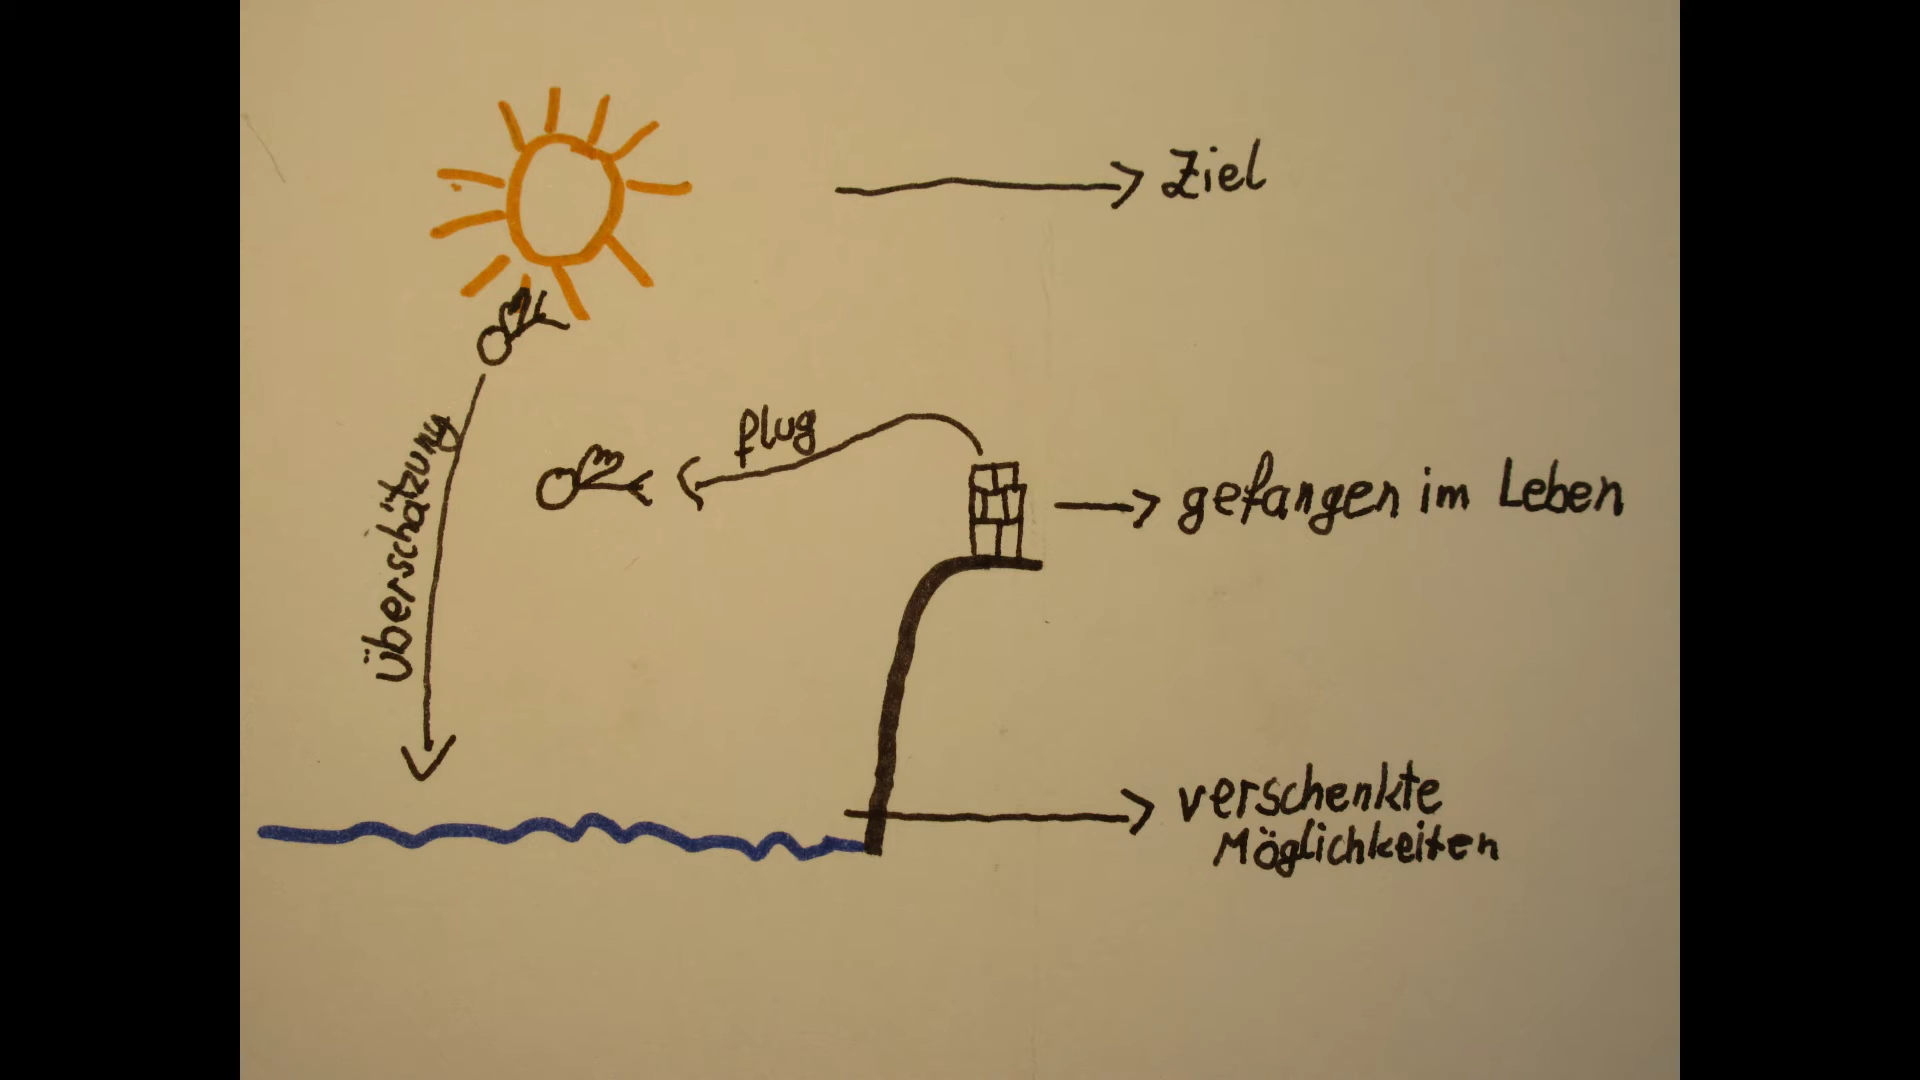 Ziel
flug
Überschätzung
gefangen im Leben
verschenkte
Möglichkeiten